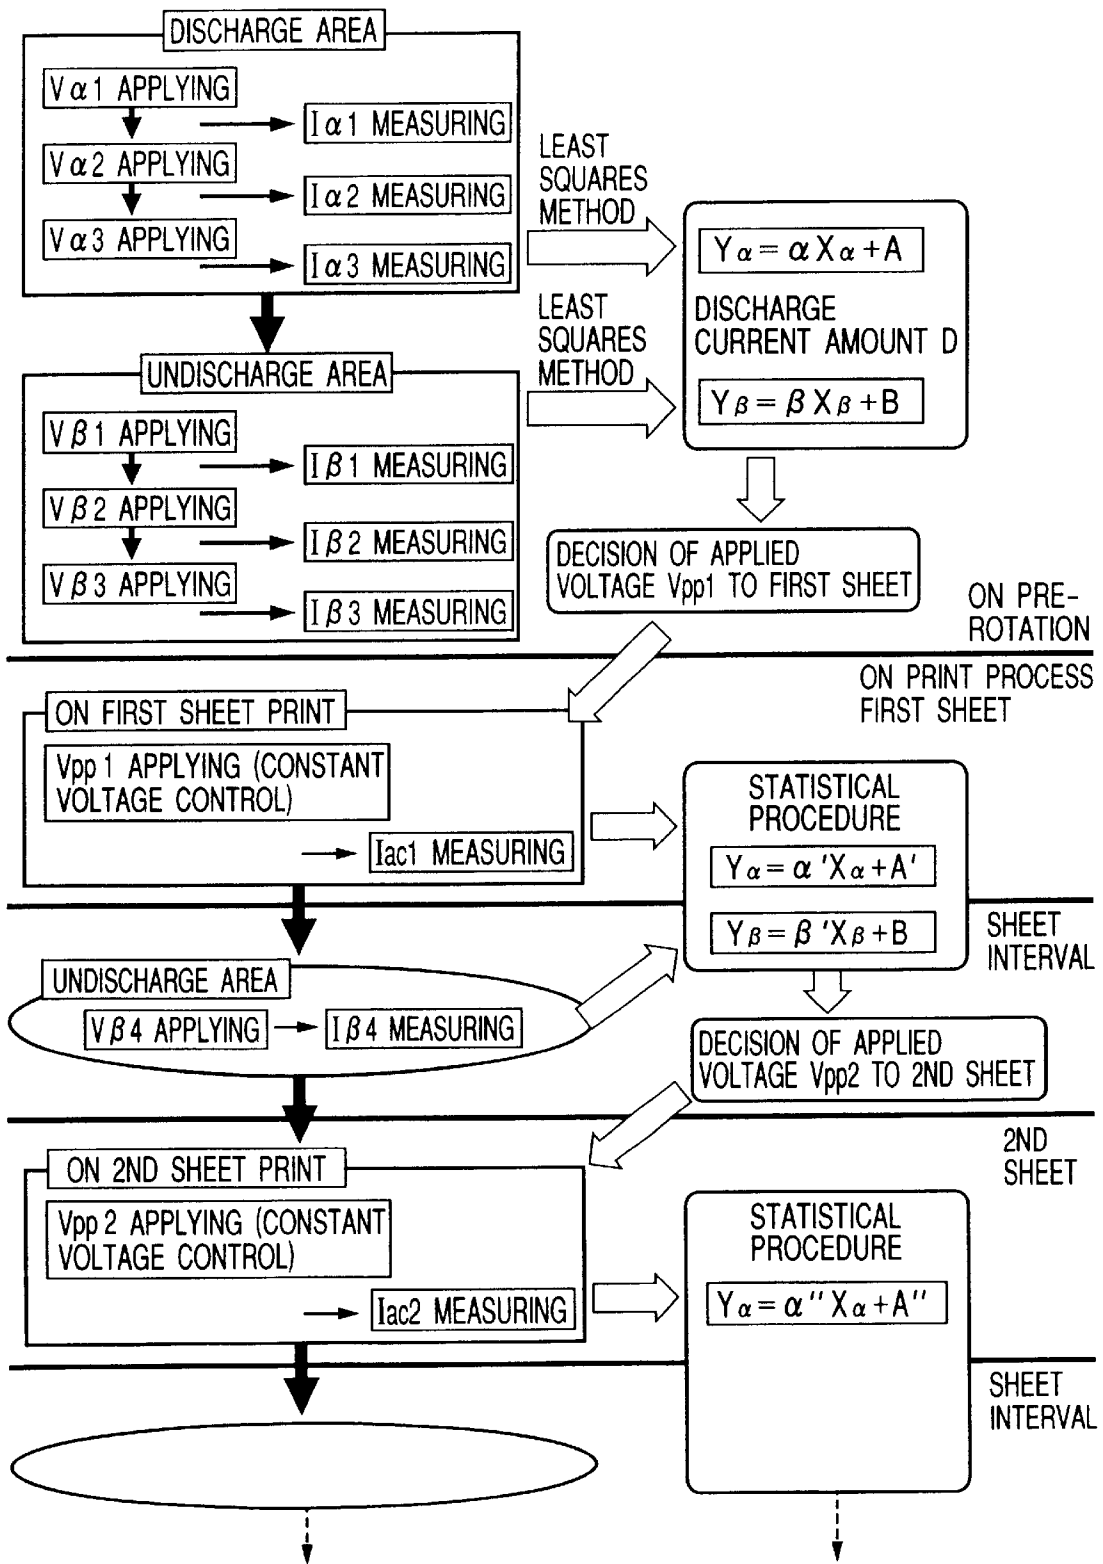 DISCHARGE AREA
Vα1 APPLYING
Iα1 MEASURING
Vα2 APPLYING
Iα2 MEASURING
Vα3 APPLYING
Iα3 MEASURING
LEAST
SQUARES
METHOD
Yα=αXα+A
DISCHARGE
CURRENT AMOUNT D
Yβ=βXβ+B
LEAST
SQUARES
METHOD
UNDISCHARGE AREA
Vβ1 APPLYING
Iβ1 MEASURING
Vβ2 APPLYING
Iβ2 MEASURING
Vβ3 APPLYING
Iβ3 MEASURING
DECISION OF APPLIED
VOLTAGE Vpp1 TO FIRST SHEET
ON PRE-
ROTATION
ON PRINT PROCESS
FIRST SHEET
ON FIRST SHEET PRINT
Vpp1 APPLYING (CONSTANT
VOLTAGE CONTROL)
Iac1 MEASURING
STATISTICAL
PROCEDURE
Yα=α'Xα+A'
Yβ=β'Xβ+B
SHEET
INTERVAL
UNDISCHARGE AREA
Vβ4 APPLYING
Iβ4 MEASURING
DECISION OF APPLIED
VOLTAGE Vpp2 TO 2ND SHEET
2ND
SHEET
ON 2ND SHEET PRINT
Vpp2 APPLYING (CONSTANT
VOLTAGE CONTROL)
Iac2 MEASURING
STATISTICAL
PROCEDURE
Yα=α''Xα+A''
SHEET
INTERVAL